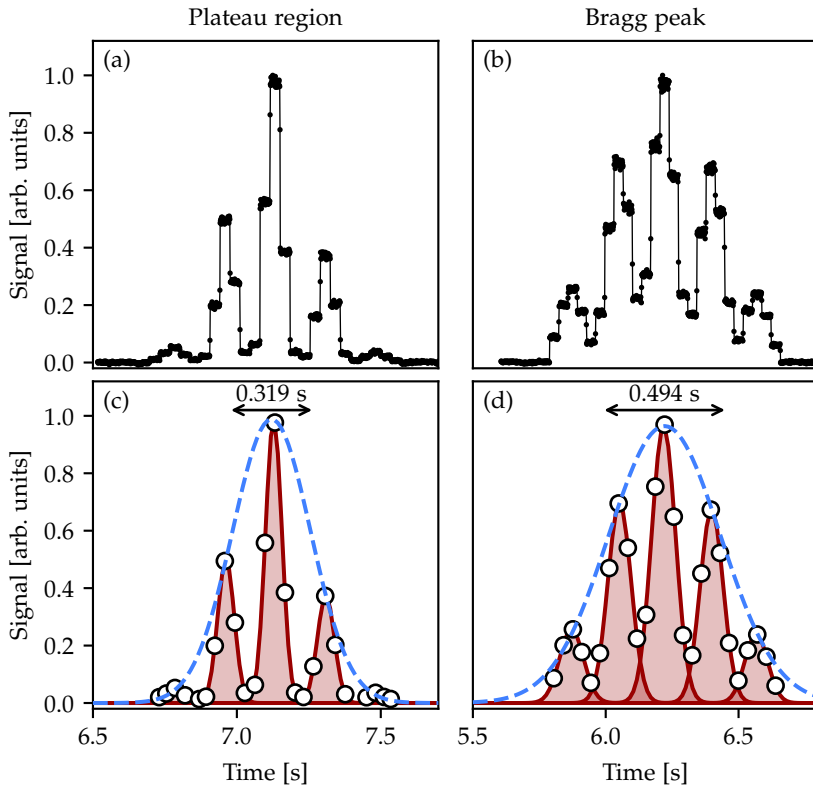 Plateau region
Bragg peak
(a)
(b)
Signal [arb. units]
1.0
0.8
0.6
0.4
0.2
0.0
(c)
0.319 s
(d)
0.494 s
Signal [arb. units]
1.0
0.8
0.6
0.4
0.2
0.0
6.5
7.0
7.5
5.5
6.0
6.5
Time [s]
Time [s]